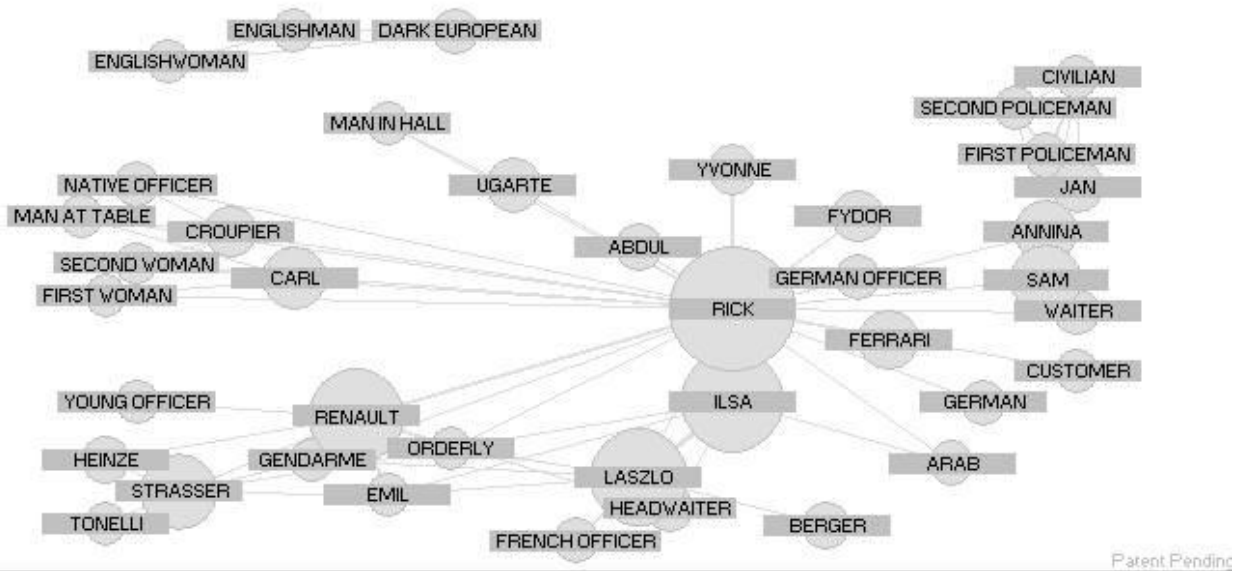 ENGLISHMAN
DARK EUROPEAN
ENGLISHWOMAN
CIVILIAN
SECOND POLICEMAN
MAN IN HALL
FIRST POLICEMAN
YVONNE
NATIVE OFFICER
UGARTE
JAN
MAN AT TABLE
FYDOR
CROUPIER
ANNINA
ABDUL
SECOND WOMAN
CARL
GERMAN OFFICER
SAM
FIRST WOMAN
RICK
WAITER
FERRARI
CUSTOMER
YOUNG OFFICER
ILSA
GERMAN
RENAULT
ORDERLY
HEINZE
GENDARME
ARAB
LASZLO
STRASSER
EMIL
HEADWAITER
TONELLI
BERGER
FRENCH OFFICER
Patent Pending